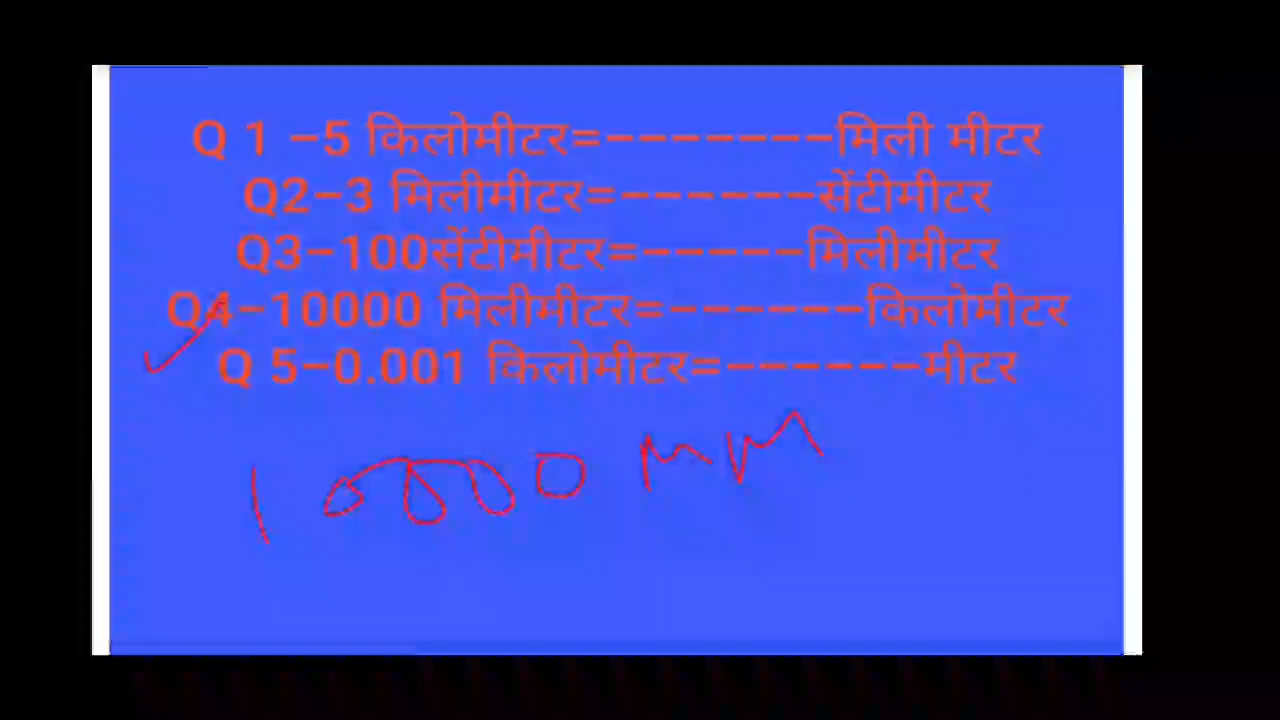 Q 1 –5 किलोमीटर=–––––––मिली मीटर
Q2–3 मिलीमीटर=––––––सेंटीमीटर
Q3–100सेंटीमीटर=–––––मिलीमीटर
Q4–10000 मिलीमीटर=––––––किलोमीटर
Q 5–0.001 किलोमीटर=––––––मीटर
10000 mm